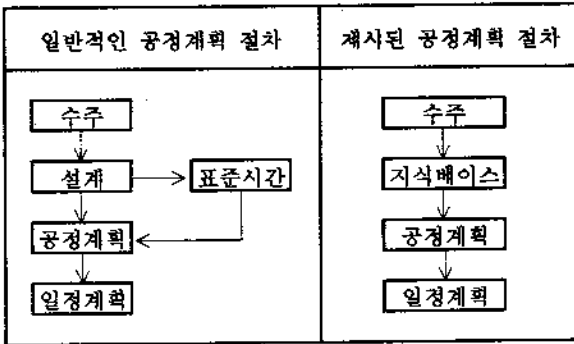 일반적인 공정계획 절차
제시된 공정계획 절차
수주
설계
표준시간
공정계획
일정계획
수주
지식베이스
공정계획
일정계획